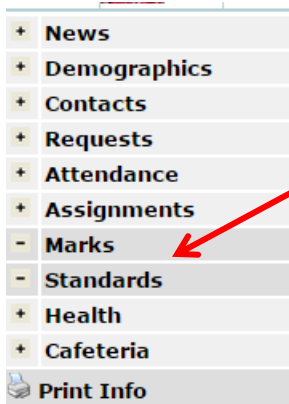 + News
+ Demographics
+ Contacts
+ Requests
+ Attendance
+ Assignments
- Marks
- Standards
+ Health
+ Cafeteria
Print Info